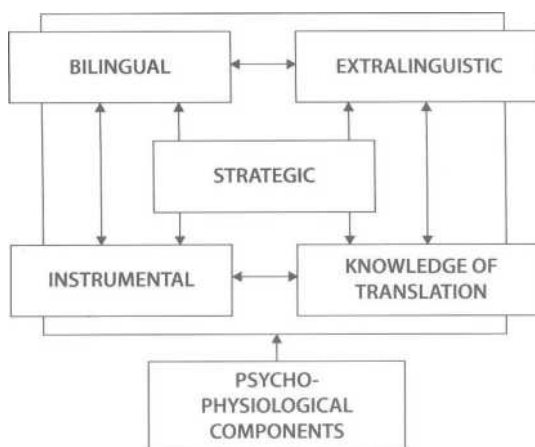 BILINGUAL
EXTRALINGUISTIC
STRATEGIC
INSTRUMENTAL
KNOWLEDGE OF
TRANSLATION
PSYCHO-
PHYSIOLOGICAL
COMPONENTS